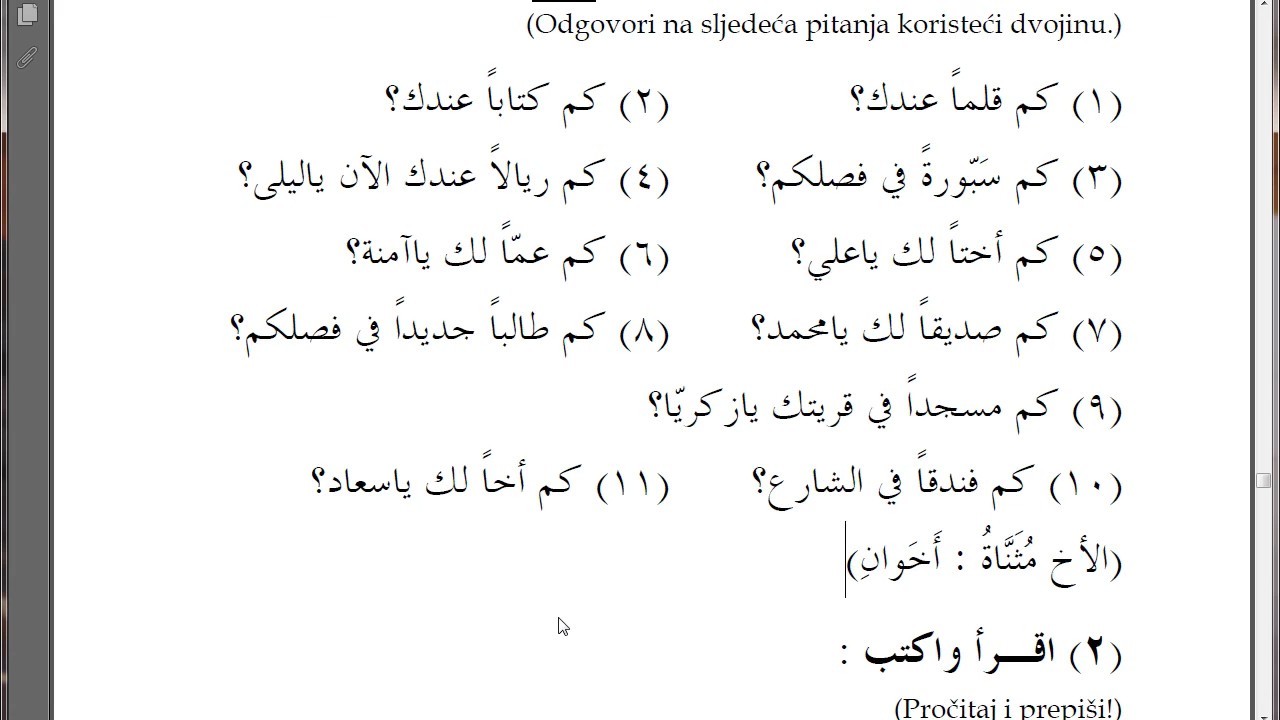 (Odgovori na sljedeća pitanja koristeći dvojinu.)
(١) كم قلماً عندك؟ (٢) كم كتاباً عندك؟
(٣) كم سَبّورةً في فصلكم؟ (٤) كم ريالاً عندك الآن ياليلى؟
(٥) كم أختاً لك ياعلي؟ (٦) كم عمّاً لك ياآمنة؟
(٧) كم صديقاً لك يامحمد؟ (٨) كم طالباً جديداً في فصلكم؟
(٩) كم مسجداً في قريتك يازكريّا؟
(١٠) كم فندقاً في الشارع؟ (١١) كم أخاً لك ياسعاد؟
(الأخ مُثَنَّاةُ : أَخَوانِ)
(٢) اقـــرأ واكتب :
(Pročitaj i prepiši!)